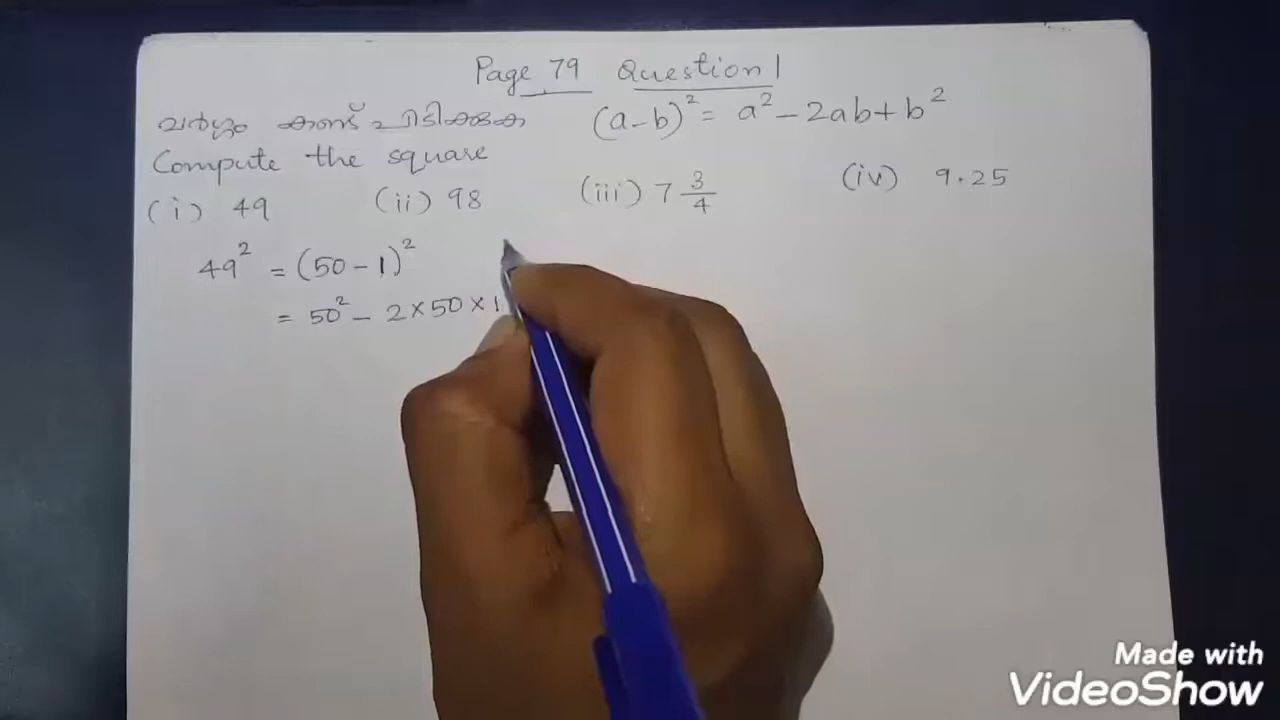 Page 79 Question 1
വർഗ്ഗം കണ്ട് പിടിക്കുക (a-b)² = a² - 2ab + b²
Compute the square
(i) 49 (ii) 98 (iii) 7 3/4 (iv) 9.25
49² = (50 - 1)²
= 50² - 2 × 50 × 1
Made with
VideoShow